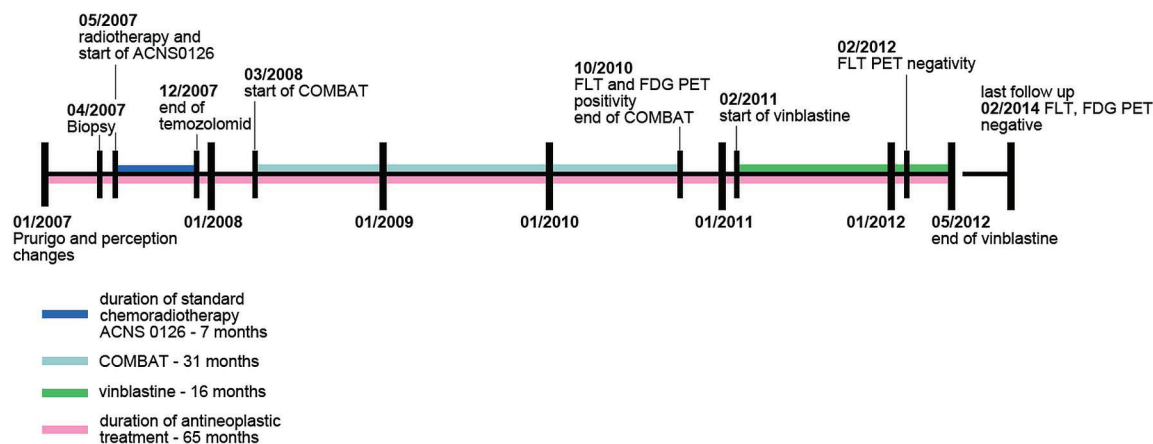 05/2007
radiotherapy and
start of ACNS0126
04/2007
Biopsy
12/2007
end of
temozolomid
03/2008
start of COMBAT
10/2010
FLT and FDG PET
positivity
end of COMBAT
02/2011
start of vinblastine
02/2012
FLT PET negativity
last follow up
02/2014 FLT, FDG PET
negative
01/2007
Prurigo and perception
changes
01/2008
01/2009
01/2010
01/2011
01/2012
05/2012
end of vinblastine
duration of standard
chemoradiotherapy
ACNS 0126 - 7 months
COMBAT - 31 months
vinblastine - 16 months
duration of antineoplastic
treatment - 65 months